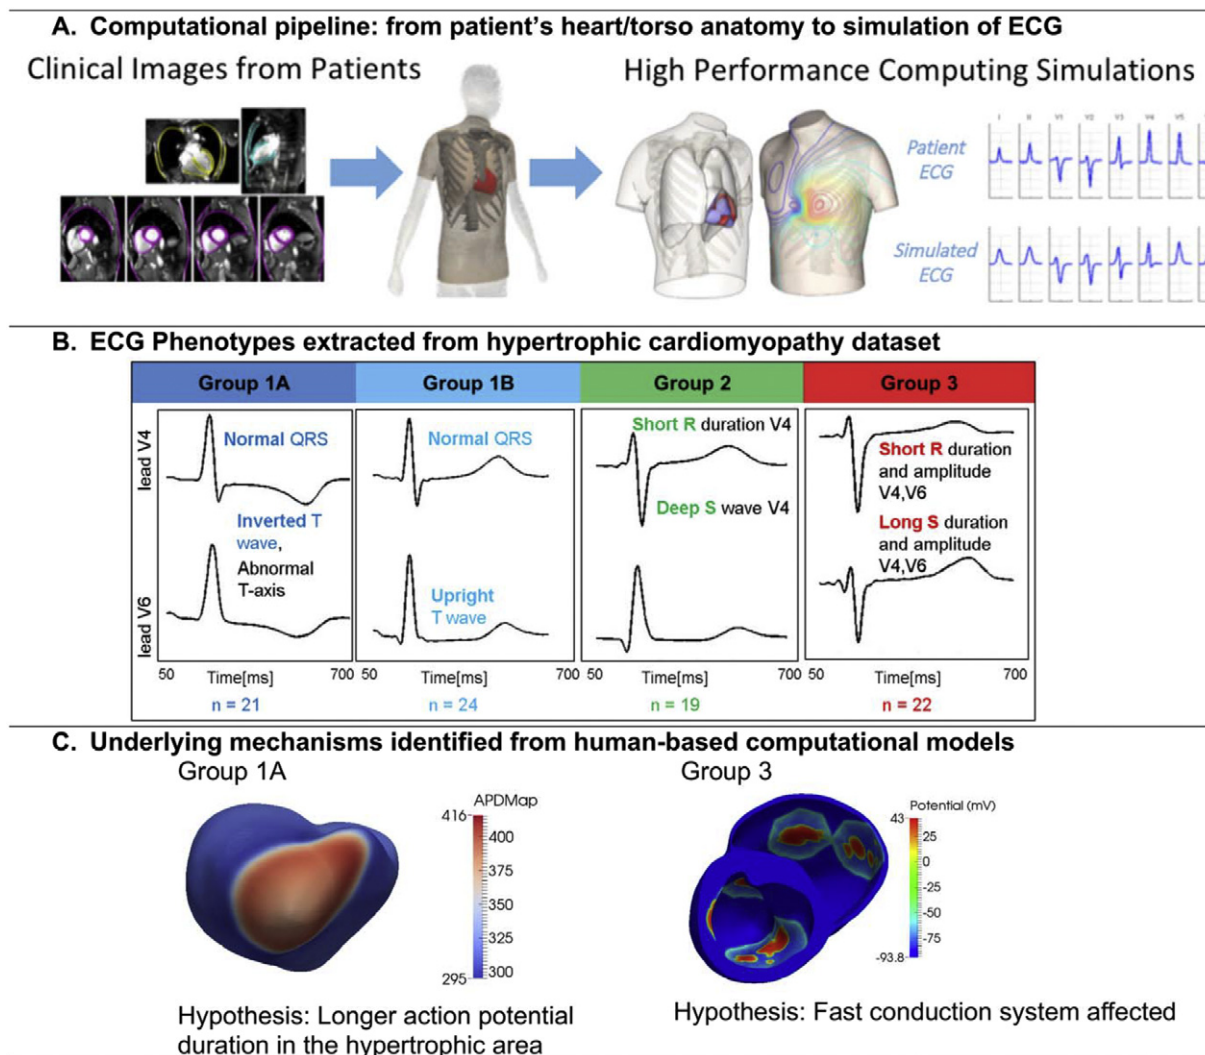 A. Computational pipeline: from patient's heart/torso anatomy to simulation of ECG
Clinical Images from Patients
High Performance Computing Simulations
I II V1 V2 V3 V4 V5
Patient
ECG
Simulated
ECG
B. ECG Phenotypes extracted from hypertrophic cardiomyopathy dataset
Group 1A
Group 1B
Group 2
Group 3
lead V4
Normal QRS
Normal QRS
Short R duration V4
Deep S wave V4
Short R duration
and amplitude
V4,V6
Long S duration
and amplitude
V4,V6
Inverted T
wave,
Abnormal
T-axis
lead V6
Upright
T wave
50 Time[ms] 700
50 Time[ms] 700
50 Time[ms] 700
50 Time[ms] 700
n = 21
n = 24
n = 19
n = 22
C. Underlying mechanisms identified from human-based computational models
Group 1A
APDMap
416
400
375
350
325
300
295
Hypothesis: Longer action potential
duration in the hypertrophic area
Group 3
Potential (mV)
43
25
0
-25
-50
-75
-93.8
Hypothesis: Fast conduction system affected